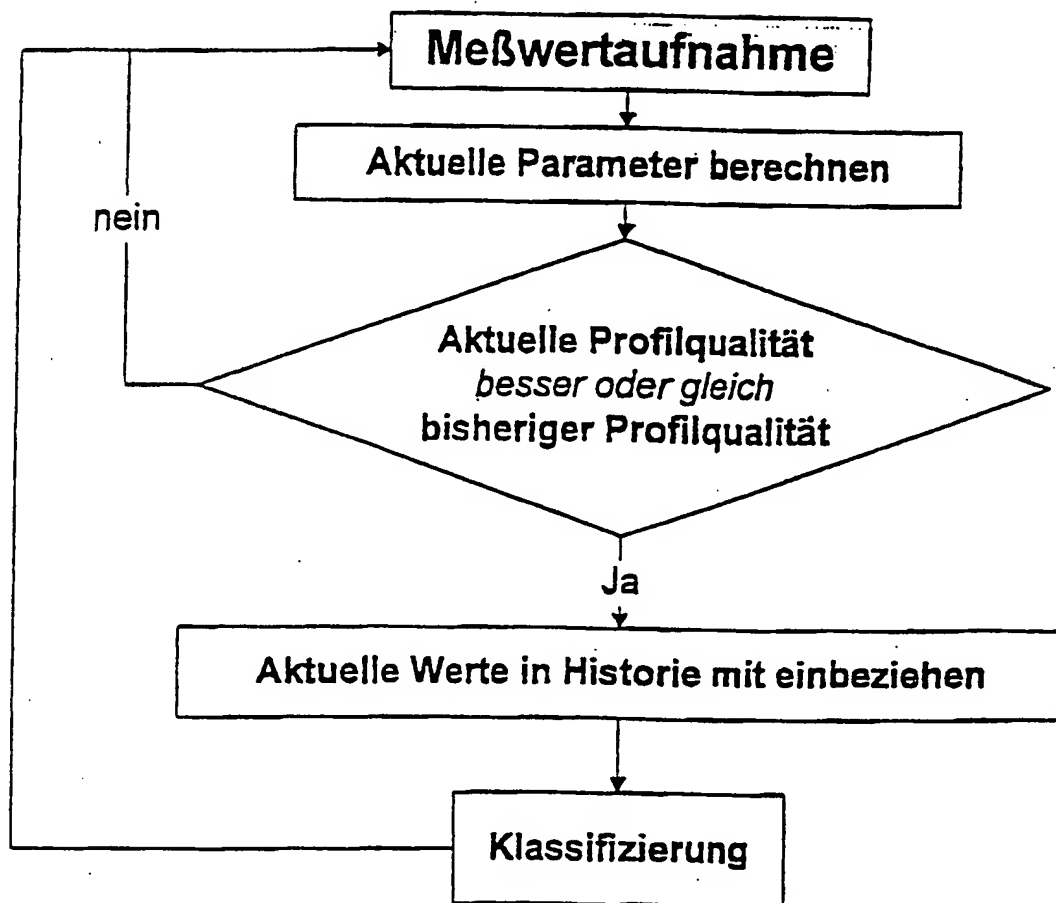 Meßwertaufnahme
Aktuelle Parameter berechnen
nein
Aktuelle Profilqualität
besser oder gleich
bisheriger Profilqualität
Ja
Aktuelle Werte in Historie mit einbeziehen
Klassifizierung